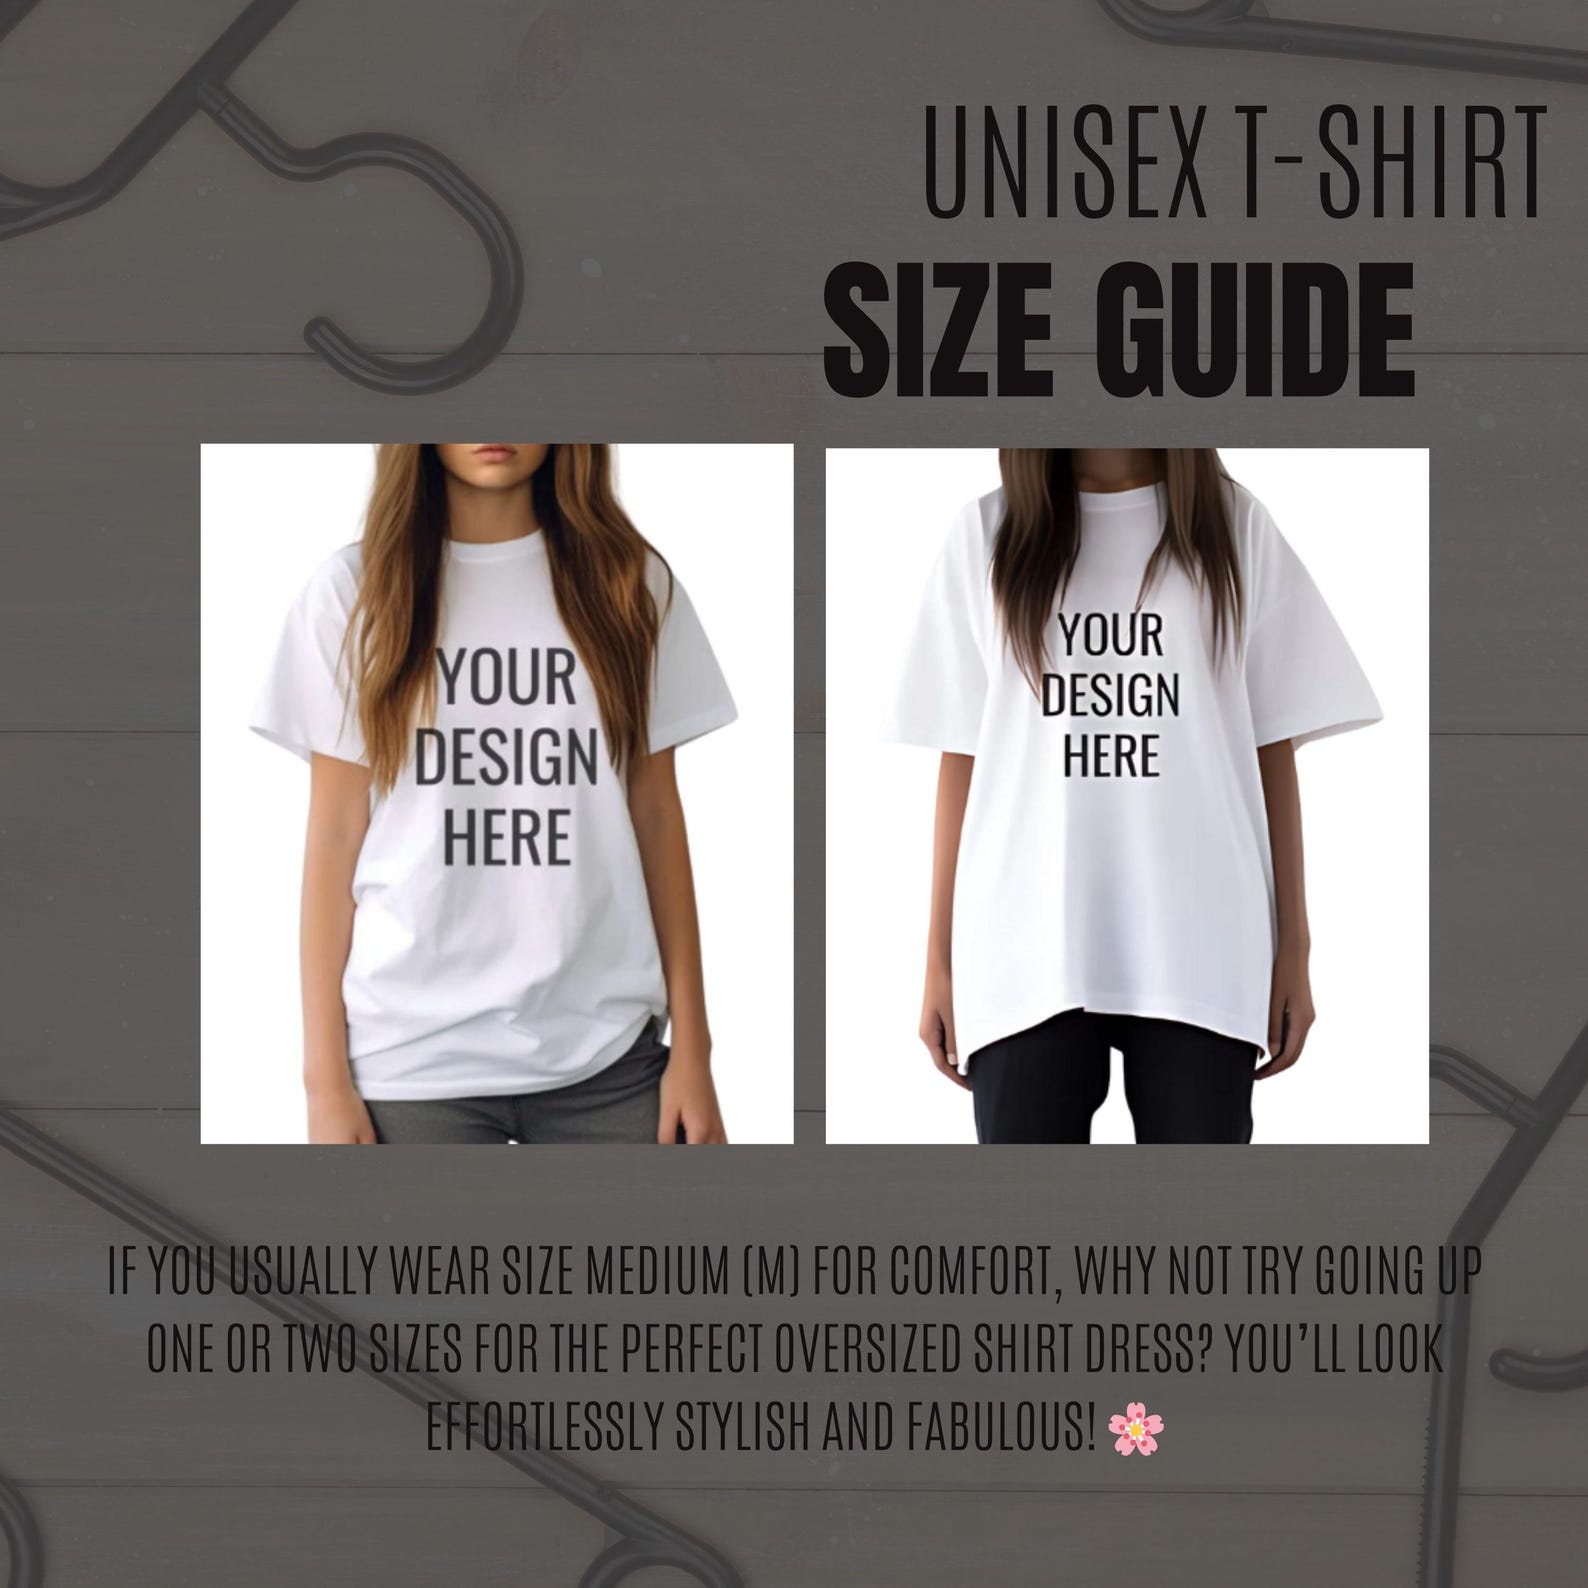 UNISEX T-SHIRT
SIZE GUIDE
YOUR
DESIGN
HERE
YOUR
DESIGN
HERE
IF YOU USUALLY WEAR SIZE MEDIUM (M) FOR COMFORT, WHY NOT TRY GOING UP
ONE OR TWO SIZES FOR THE PERFECT OVERSIZED SHIRT DRESS? YOU’LL LOOK
EFFORTLESSLY STYLISH AND FABULOUS! 🌸